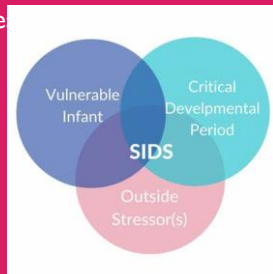 e
Vulnerable
Infant
Critical
Develpmental
Period
SIDS
Outside
Stressor(s)